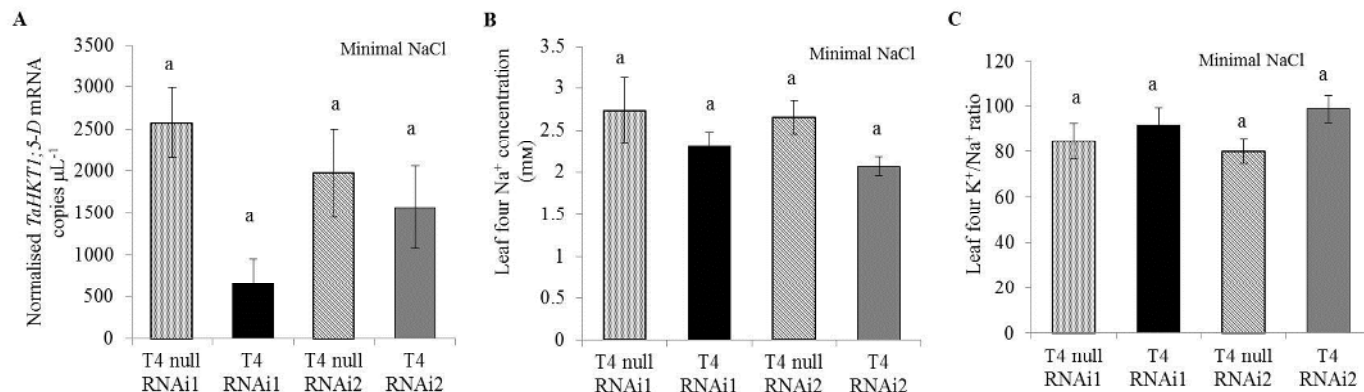 A
Normalised TaHKT1;5-D mRNA
copies µL-1
3500
3000
2500
2000
1500
1000
500
0
Minimal NaCl
a
a
a
a
T4 null
RNAi1
T4
RNAi1
T4 null
RNAi2
T4
RNAi2
B
Leaf four Na+ concentration
(mM)
3.5
3
2.5
2
1.5
1
0.5
0
Minimal NaCl
a
a
a
a
T4 null
RNAi1
T4
RNAi1
T4 null
RNAi2
T4
RNAi2
C
Leaf four K+/Na+ ratio
120
100
80
60
40
20
0
Minimal NaCl
a
a
a
a
T4 null
RNAi1
T4
RNAi1
T4 null
RNAi2
T4
RNAi2